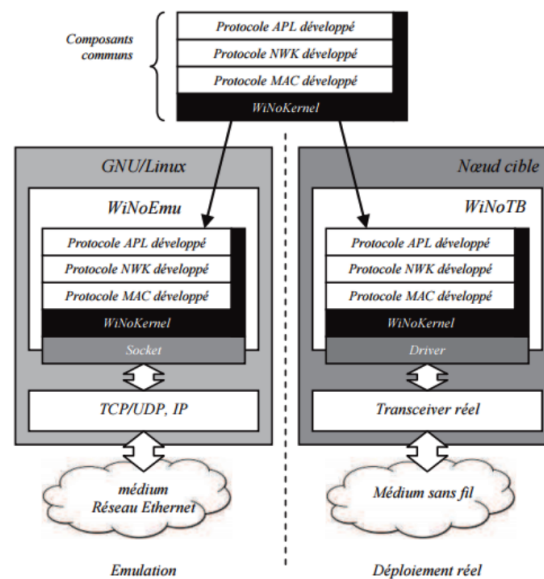 Composants
communs
Protocole APL développé
Protocole NWK développé
Protocole MAC développé
WiNoKernel
GNU/Linux
WiNoEmu
Protocole APL développé
Protocole NWK développé
Protocole MAC développé
WiNoKernel
Socket
TCP/UDP, IP
médium
Réseau Ethernet
Emulation
Nœud cible
WiNoTB
Protocole APL développé
Protocole NWK développé
Protocole MAC développé
WiNoKernel
Driver
Transceiver réel
Médium sans fil
Déploiement réel